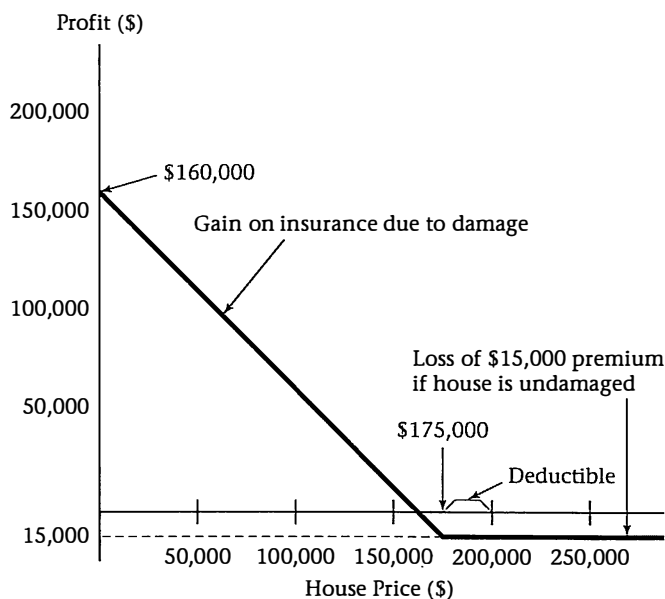 Profit ($)
200,000
$160,000
150,000
Gain on insurance due to damage
100,000
Loss of $15,000 premium
if house is undamaged
50,000
$175,000
Deductible
15,000
50,000 100,000 150,000 200,000 250,000
House Price ($)